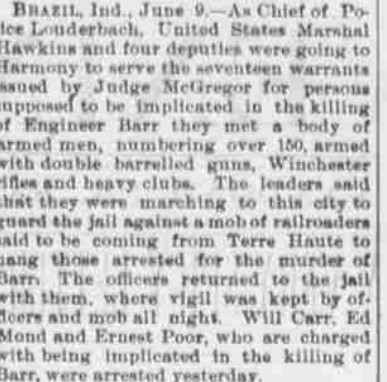 BRAZIL, Ind., June 9.—As Chief of Po-
lice Louderbach, United States Marshal
Hawkins and four deputies were going to
Harmony to serve the seventeen warrants
issued by Judge McGregor for persons
supposed to be implicated in the killing
of Engineer Barr they met a body of
armed men, numbering over 150, armed
with double barrelled guns, Winchester
rifles and heavy clubs. The leaders said
that they were marching to this city to
guard the jail against a mob of railroaders
said to be coming from Terre Haute to
hang those arrested for the murder of
Barr. The officers returned to the jail
with them, where vigil was kept by of-
ficers and mob all night. Will Carr, Ed
Mond and Ernest Poor, who are charged
with being implicated in the killing of
Barr, were arrested yesterday.